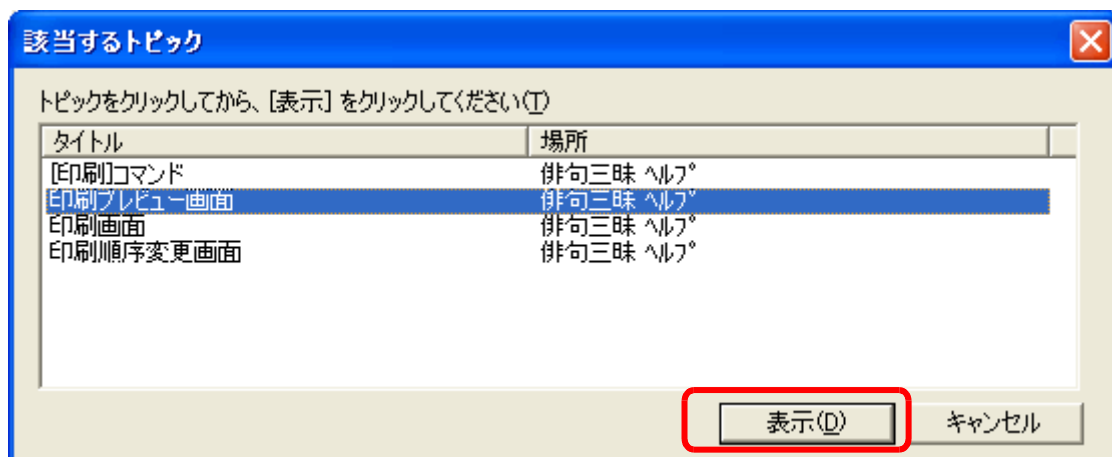 該当するトピック
トピックをクリックしてから、[表示] をクリックしてください(T)
タイトル 場所
[印刷]コマンド 俳句三昧 ヘルプ
印刷プレビュー画面 俳句三昧 ヘルプ
印刷画面 俳句三昧 ヘルプ
印刷順序変更画面 俳句三昧 ヘルプ
表示(D) キャンセル